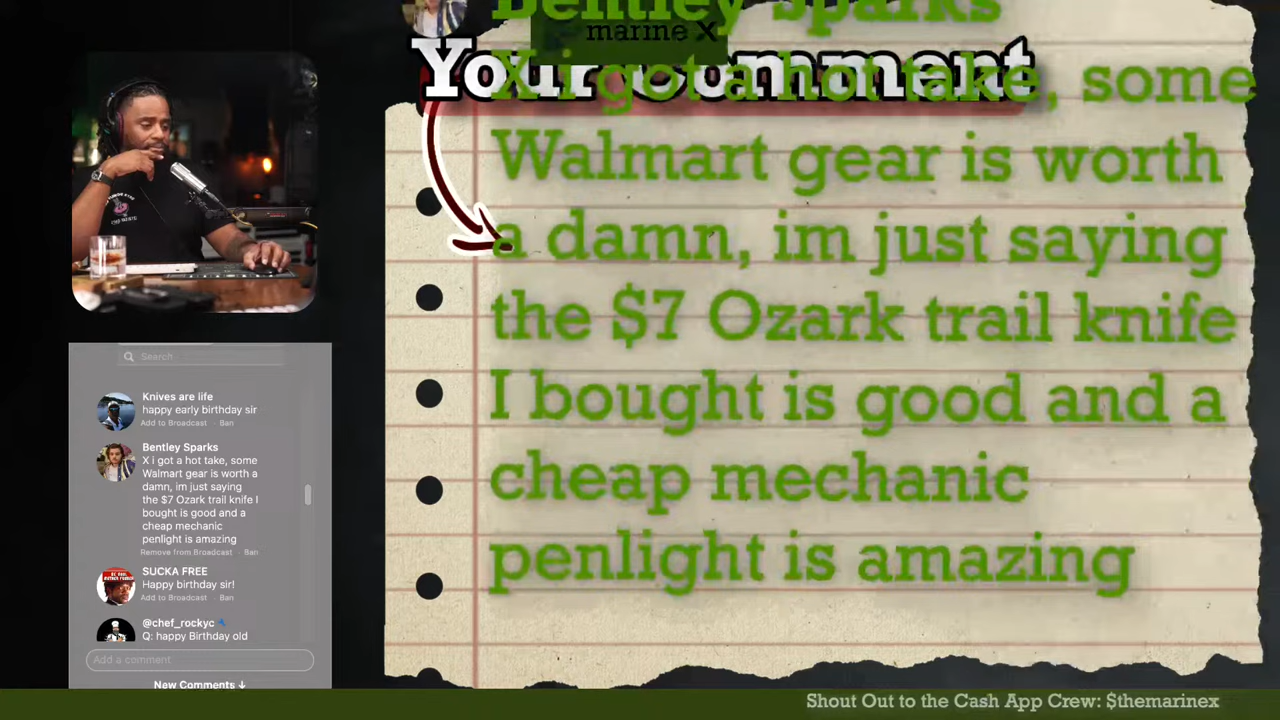 Bentley Sparks
marine X
Your Comment
X i got a hot take, some
Walmart gear is worth
a damn, im just saying
the $7 Ozark trail knife
I bought is good and a
cheap mechanic
penlight is amazing
Search
Knives are life
happy early birthday sir
Add to Broadcast · Ban
Bentley Sparks
X i got a hot take, some
Walmart gear is worth a
damn, im just saying
the $7 Ozark trail knife I
bought is good and a
cheap mechanic
penlight is amazing
Remove from Broadcast · Ban
SUCKA FREE
Happy birthday sir!
Add to Broadcast · Ban
@chef_rockyc
Q: happy Birthday old
Add a comment
New Comments ↓
Shout Out to the Cash App Crew: $themarinex